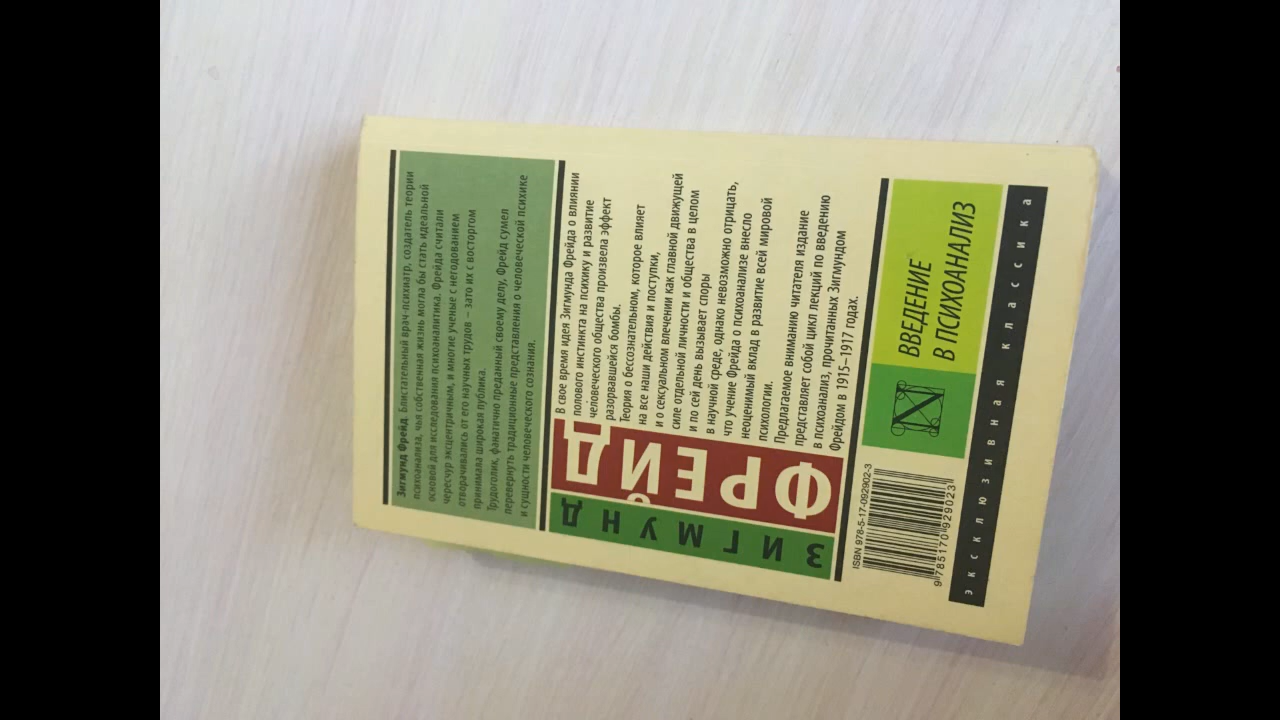 Зигмунд Фрейд. Блистательный врач-психиатр, создатель теории
психоанализа, чья собственная жизнь могла бы стать идеальной
основой для исследования психоаналитика. Фрейда считали
чересчур эксцентричным, и многие ученые с негодованием
отворачивались от его научных трудов – зато их с восторгом
принимала широкая публика.
Трудоголик, фанатично преданный своему делу, Фрейд сумел
перевернуть традиционные представления о человеческой психике
и сущности человеческого сознания.
ЗИГМУНД
ФРЕЙД
В свое время идея Зигмунда Фрейда о влиянии
полового инстинкта на психику и развитие
человеческого общества произвела эффект
разорвавшейся бомбы.
Теория о бессознательном, которое влияет
на все наши действия и поступки,
и о сексуальном влечении как главной движущей
силе отдельной личности и общества в целом
и по сей день вызывает споры
в научной среде, однако невозможно отрицать,
что учение Фрейда о психоанализе внесло
неоценимый вклад в развитие всей мировой
психологии.
Предлагаемое вниманию читателя издание
представляет собой цикл лекций по введению
в психоанализ, прочитанных Зигмундом
Фрейдом в 1915–1917 годах.
ISBN 978-5-17-092902-3
9 785170 929023
N
ВВЕДЕНИЕ
В ПСИХОАНАЛИЗ
эксклюзивная классика